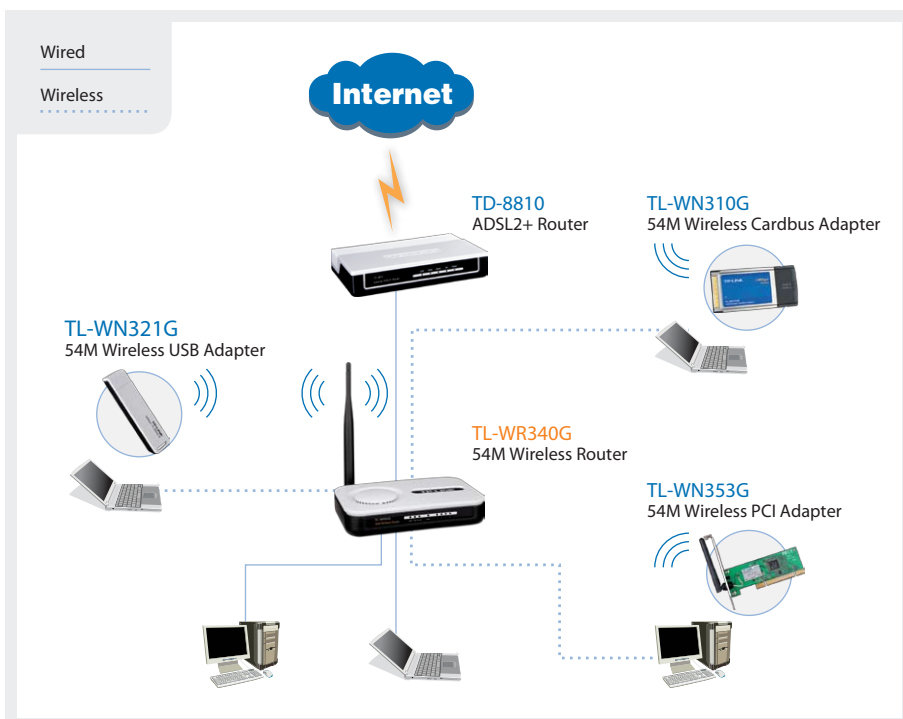 Wired
Wireless
Internet
TD-8810
ADSL2+ Router
TL-WN310G
54M Wireless Cardbus Adapter
TL-WN321G
54M Wireless USB Adapter
TL-WR340G
54M Wireless Router
TL-WN353G
54M Wireless PCI Adapter